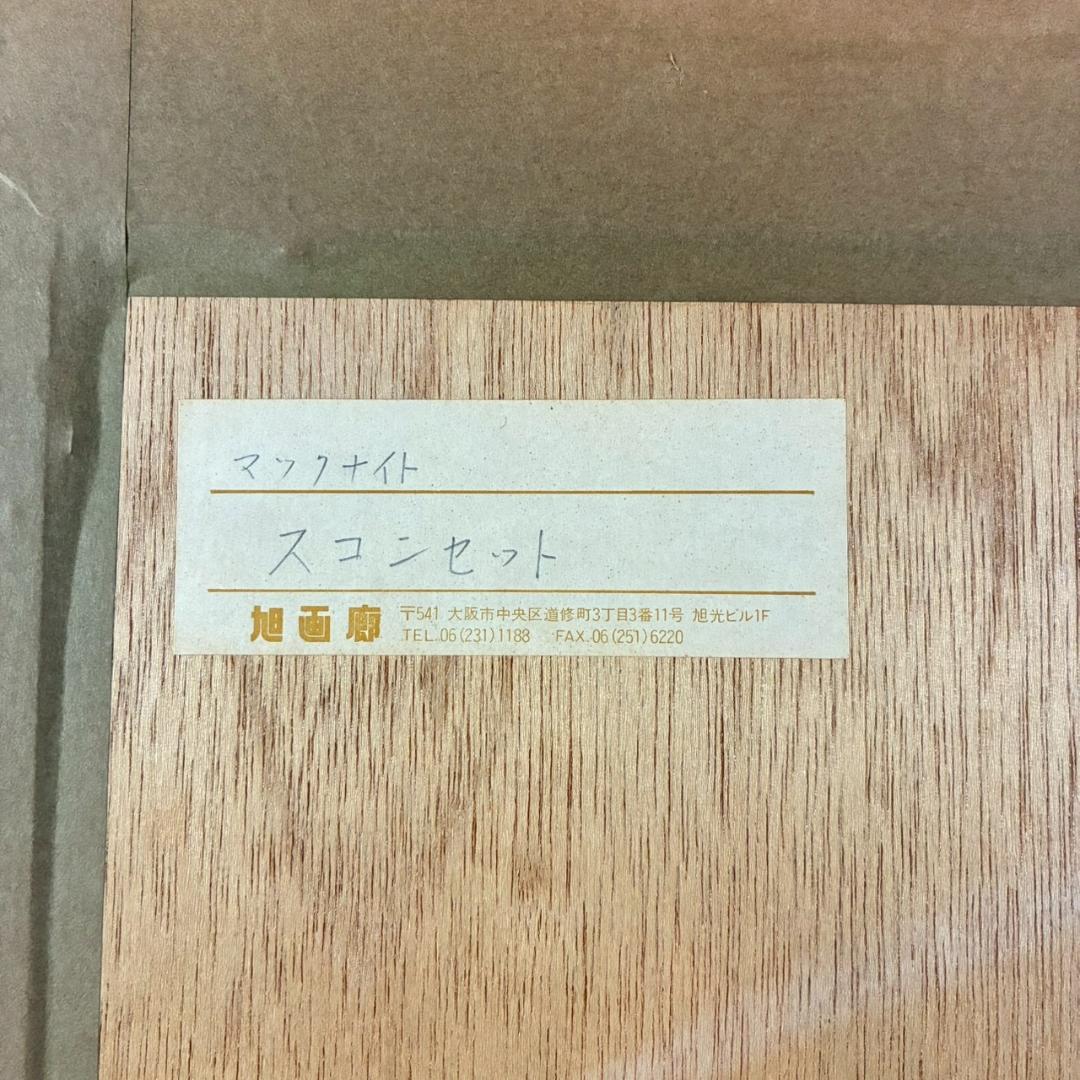 マックナイト
スコンセット
旭画廊 〒541 大阪市中央区道修町3丁目3番11号 旭光ビル1F
TEL.06(231)1188 FAX.06(251)6220